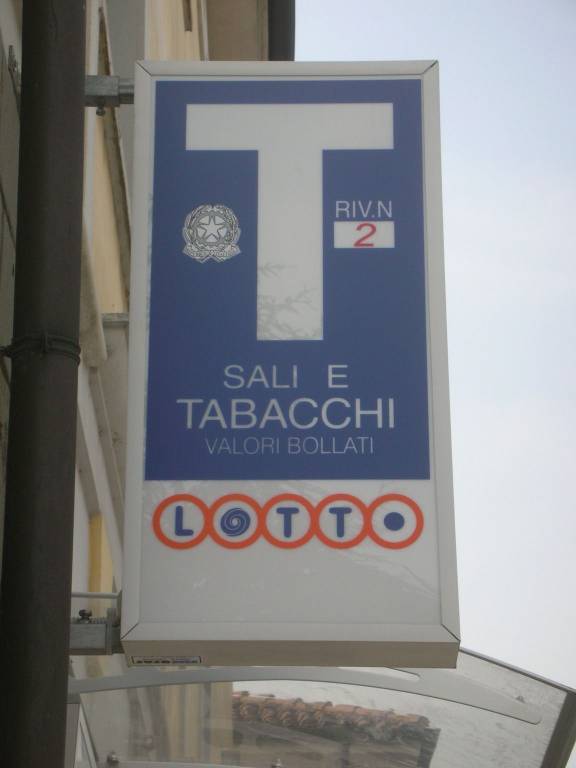 T
RIV.N
2
SALI E
TABACCHI
VALORI BOLLATI
LOTTO